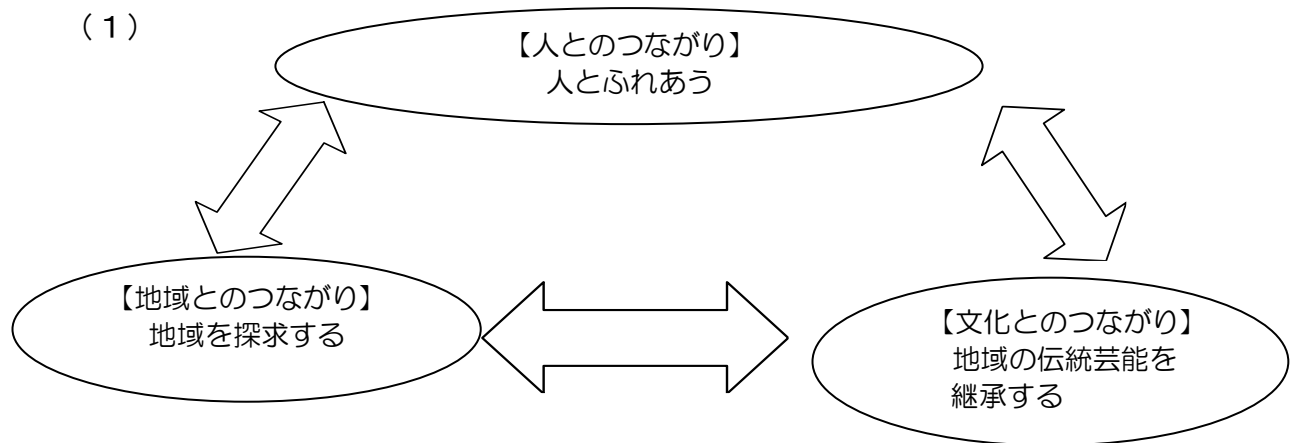 （１）
【人とのつながり】
人とふれあう
【地域とのつながり】
地域を探求する
【文化とのつながり】
地域の伝統芸能を
継承する